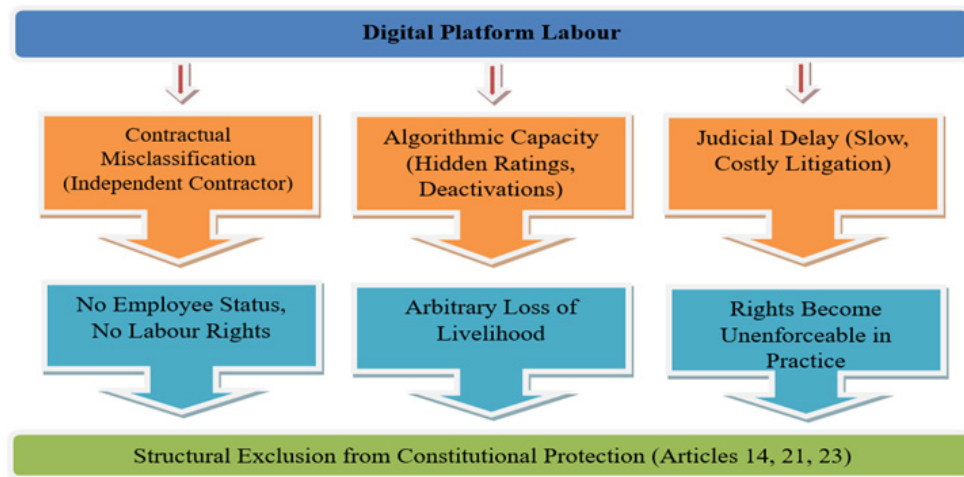 Digital Platform Labour
Contractual
Misclassification
(Independent Contractor)
Algorithmic Capacity
(Hidden Ratings,
Deactivations)
Judicial Delay (Slow,
Costly Litigation)
No Employee Status,
No Labour Rights
Arbitrary Loss of
Livelihood
Rights Become
Unenforceable in
Practice
Structural Exclusion from Constitutional Protection (Articles 14, 21, 23)